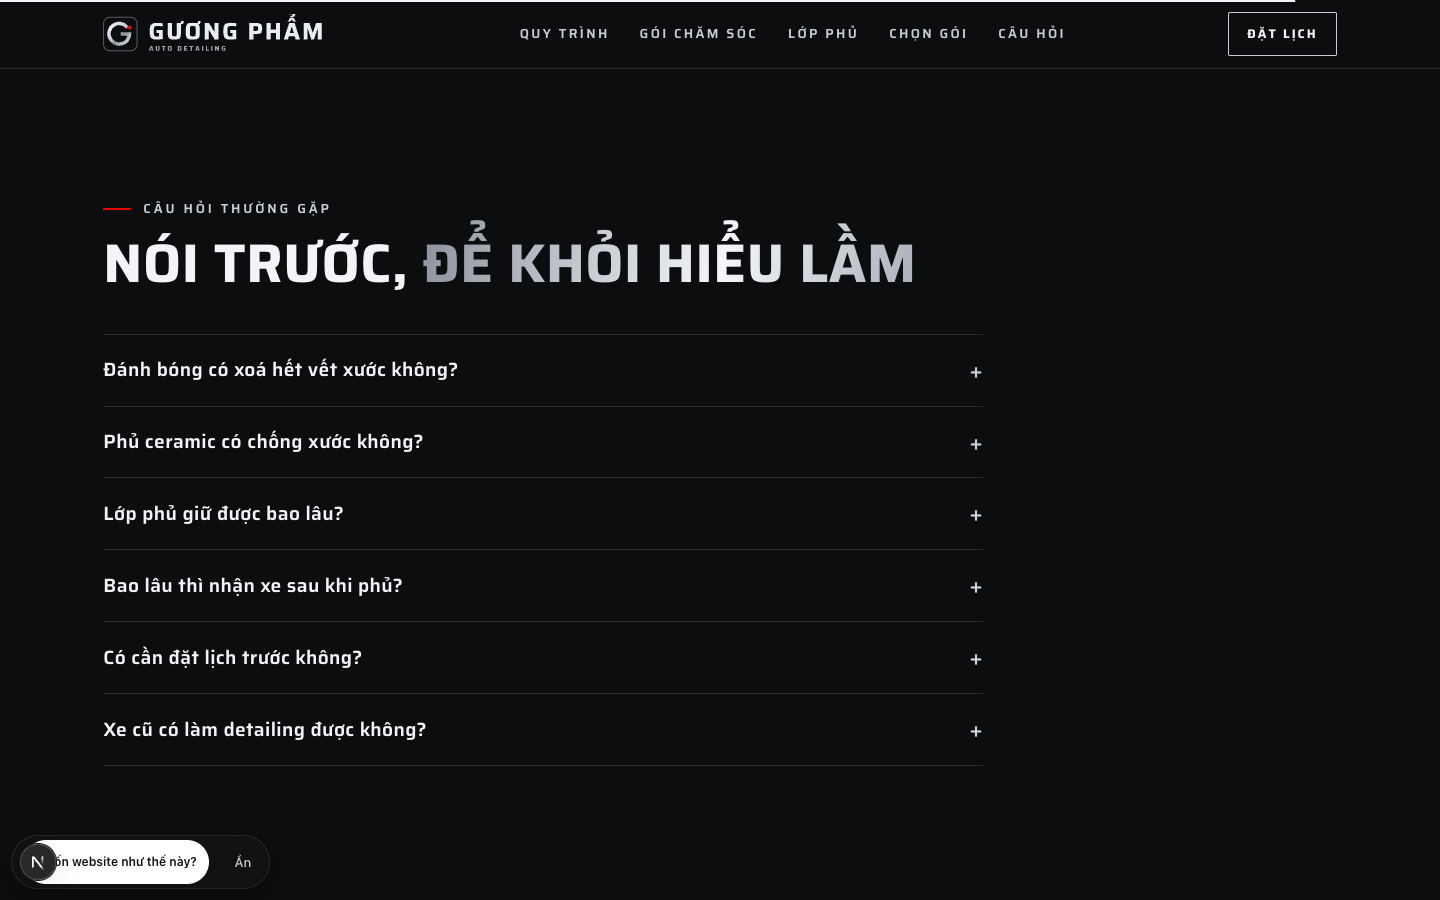 GƯƠNG PHẨM
AUTO DETAILING
QUY TRÌNH
GÓI CHĂM SÓC
LỚP PHỦ
CHỌN GÓI
CÂU HỎI
ĐẶT LỊCH
CÂU HỎI THƯỜNG GẶP
NÓI TRƯỚC, ĐỂ KHỎI HIỂU LẦM
Đánh bóng có xoá hết vết xước không?
Phủ ceramic có chống xước không?
Lớp phủ giữ được bao lâu?
Bao lâu thì nhận xe sau khi phủ?
Có cần đặt lịch trước không?
Xe cũ có làm detailing được không?
website như thế này?
Ẩn